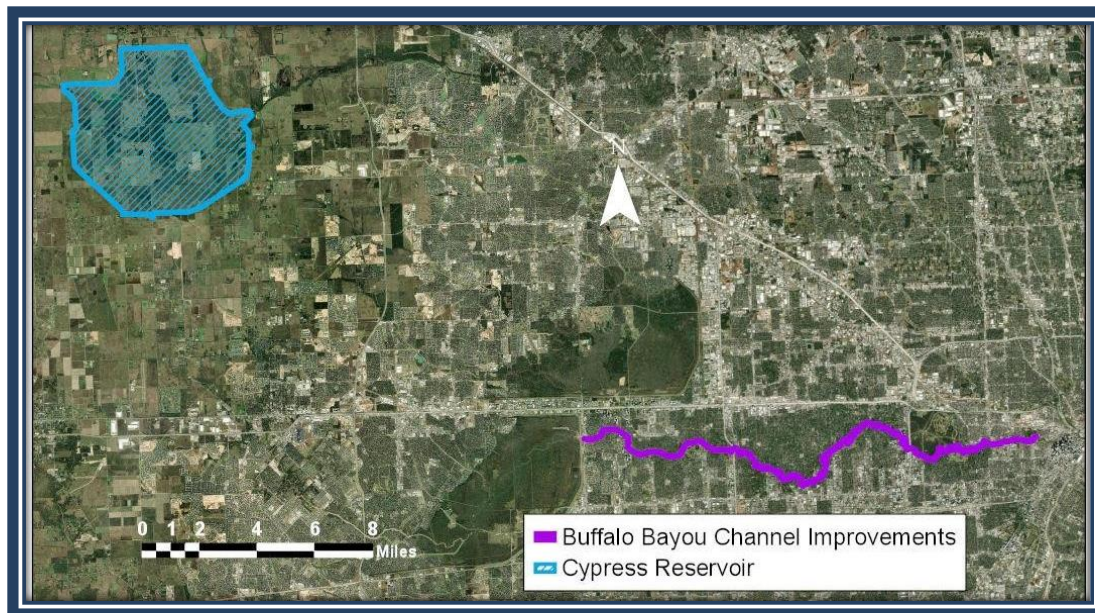 N
0 1 2 4 6 8
Miles
Buffalo Bayou Channel Improvements
Cypress Reservoir